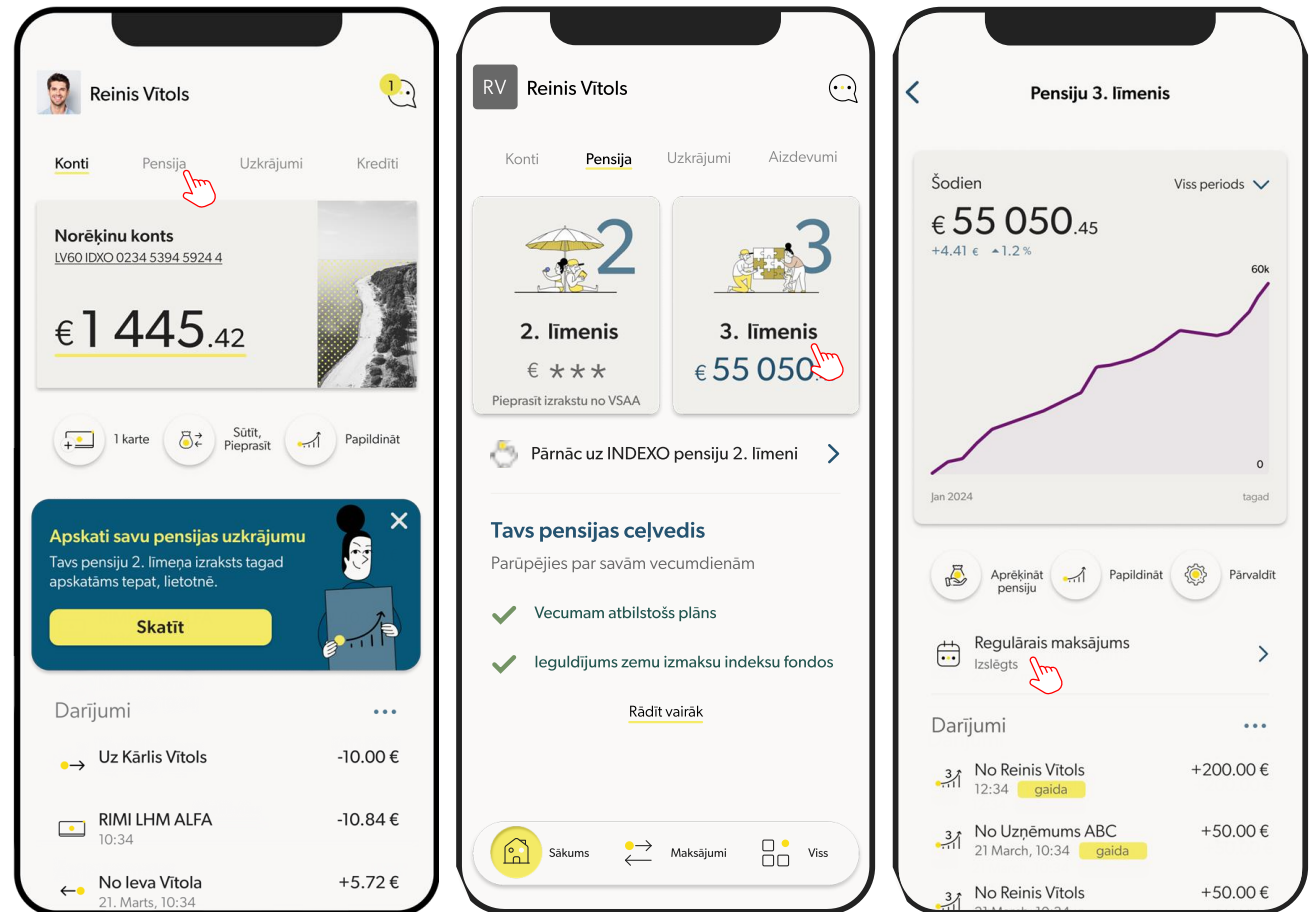 Reinis Vītols
1
Konti Pensija Uzkrājumi Kredīti
Norēķinu konts
LV60 IDXO 0234 5394 5924 4
€ 1 445.42
1 karte
Sūtīt,
Pieprasīt
Papildināt
Apskati savu pensijas uzkrājumu
Tavs pensiju 2. līmeņa izraksts tagad
apskatāms tepat, lietotnē.
Skatīt
Darījumi
Uz Kārlis Vītols -10.00 €
RIMI LHM ALFA -10.84 €
10:34
No Ieva Vītola +5.72 €
21. Marts, 10:34
RV Reinis Vītols
Konti Pensija Uzkrājumi Aizdevumi
2
2. līmenis
€ ***
Pieprasīt izrakstu no VSAA
3
3. līmenis
€ 55 050.
Pārnāc uz INDEXO pensiju 2. līmeni
Tavs pensijas ceļvedis
Parūpējies par savām vecumdienām
Vecumam atbilstošs plāns
Ieguldījums zemu izmaksu indeksu fondos
Rādīt vairāk
Sākums Maksājumi Viss
Pensiju 3. līmenis
Šodien Viss periods
€ 55 050.45
+4.41 € 1.2 %
60k
0
Jan 2024 tagad
Aprēķināt
pensiju
Papildināt
Pārvaldīt
Regulārais maksājums
Izslēgts
Darījumi
3 No Reinis Vītols +200.00 €
12:34 gaida
3 No Uzņēmums ABC +50.00 €
21 March, 10:34 gaida
3 No Reinis Vītols +50.00 €